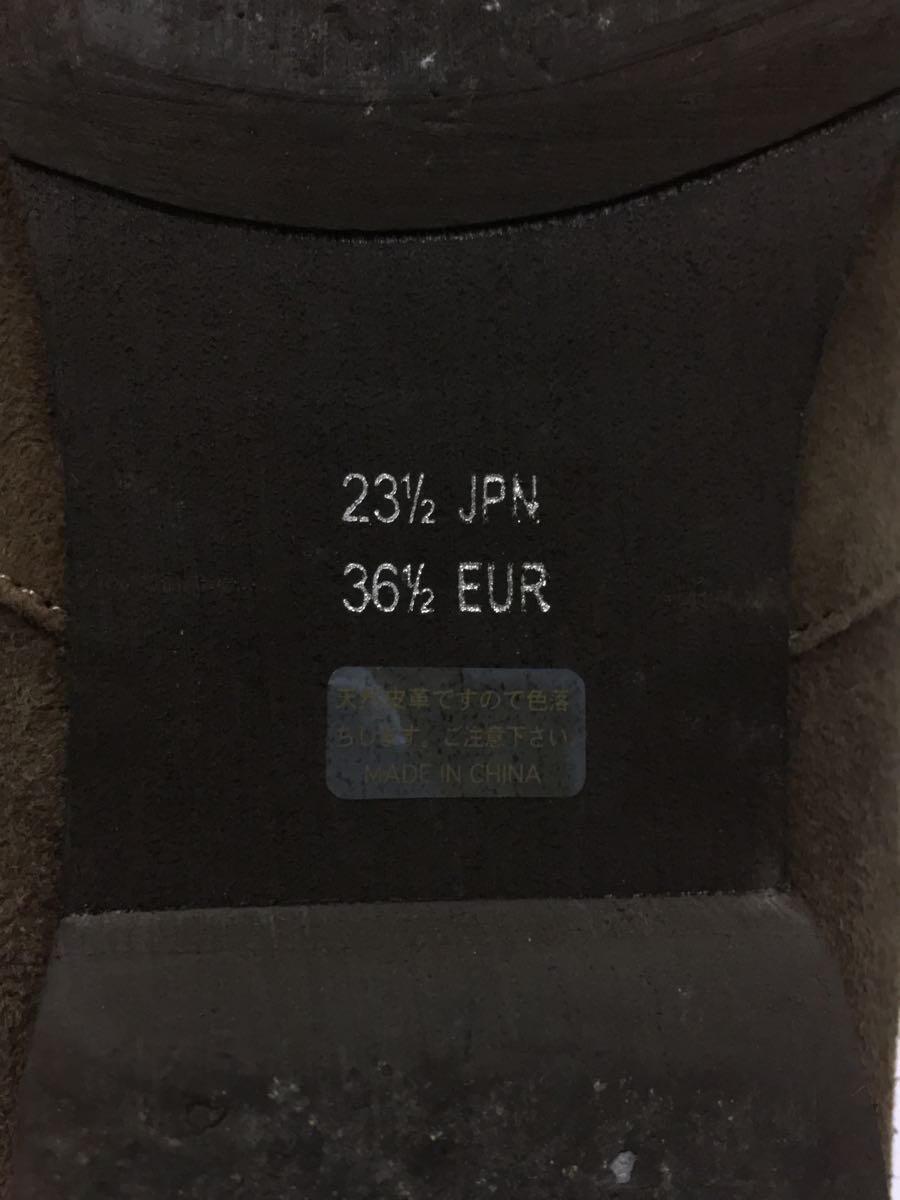 23½ JPN
36½ EUR
天然皮革ですので色落
ちします。ご注意下さい
MADE IN CHINA